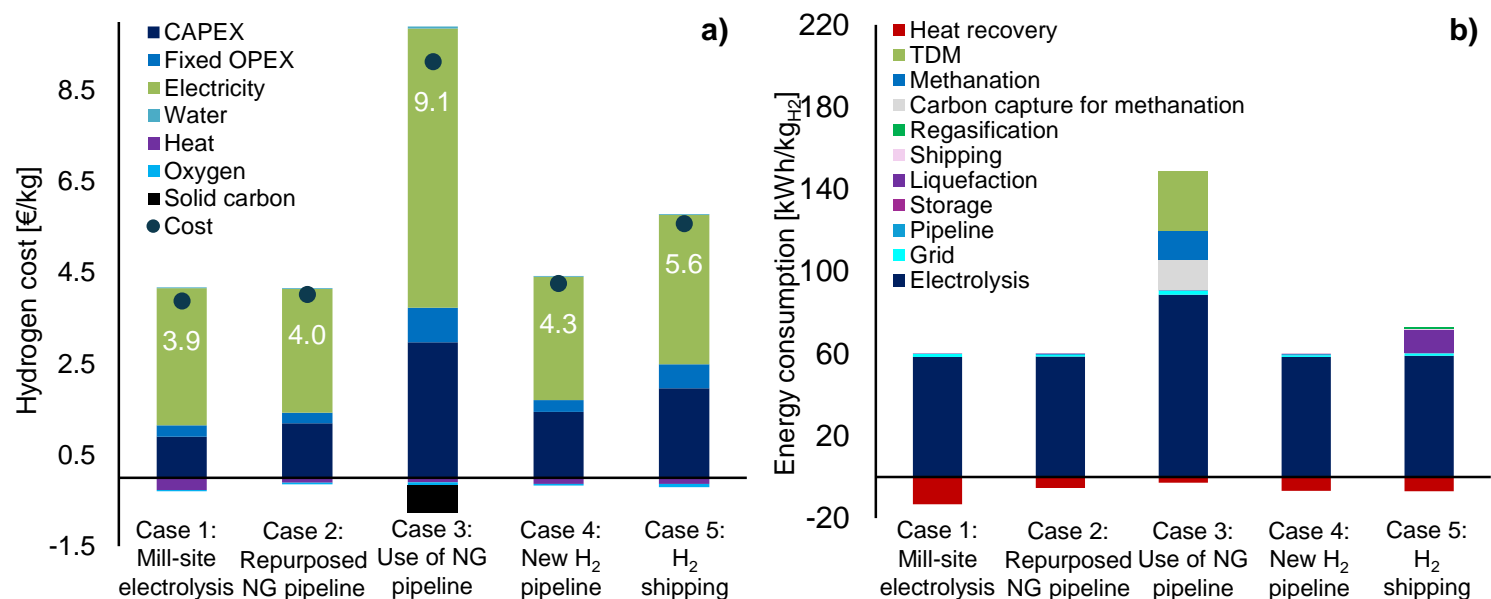 a)
Hydrogen cost [€/kg]
8.5
6.5
4.5
2.5
0.5
-1.5
CAPEX
Fixed OPEX
Electricity
Water
Heat
Oxygen
Solid carbon
Cost
3.9
4.0
9.1
4.3
5.6
Case 1:
Mill-site
electrolysis
Case 2:
Repurposed
NG pipeline
Case 3:
Use of NG
pipeline
Case 4:
New H₂
pipeline
Case 5:
H₂
shipping
b)
Energy consumption [kWh/kg_H2]
220
180
140
100
60
20
-20
Heat recovery
TDM
Methanation
Carbon capture for methanation
Regasification
Shipping
Liquefaction
Storage
Pipeline
Grid
Electrolysis
Case 1:
Mill-site
electrolysis
Case 2:
Repurposed
NG pipeline
Case 3:
Use of NG
pipeline
Case 4:
New H₂
pipeline
Case 5:
H₂
shipping